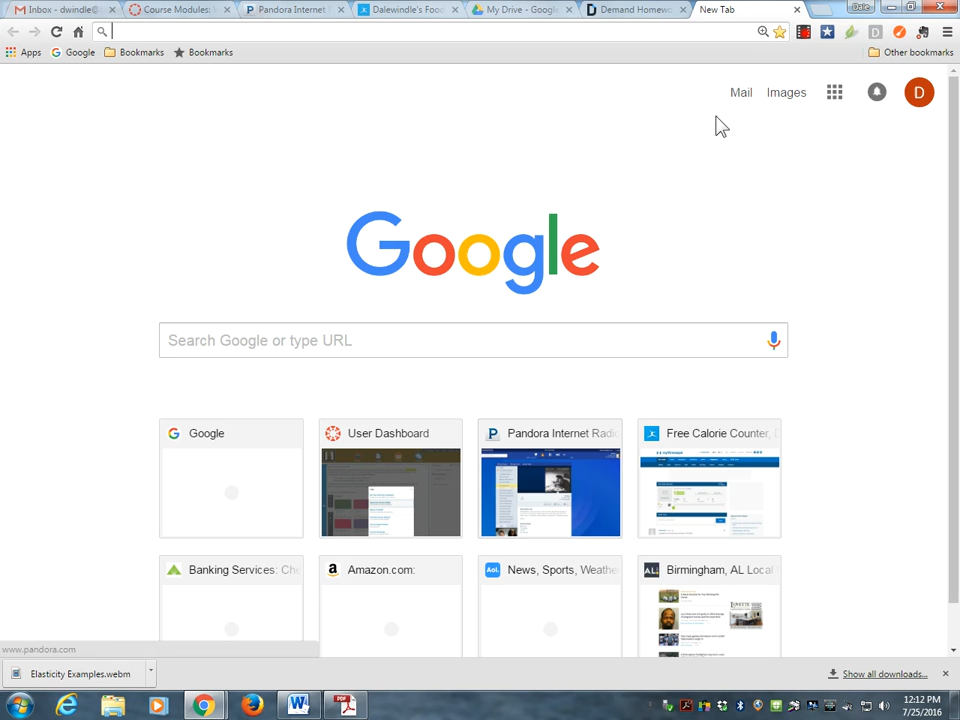 Inbox - dwindle@
Course Modules:
Pandora Internet
Dalewindle's Food
My Drive - Google
Demand Homew
New Tab
Dale
Apps
Google
Bookmarks
Bookmarks
Other bookmarks
Mail
Images
D
Google
Search Google or type URL
Google
User Dashboard
Pandora Internet Radio
Free Calorie Counter,
Banking Services: Che
Amazon.com:
News, Sports, Weathe
Birmingham, AL Local
www.pandora.com
Elasticity Examples.webm
Show all downloads...
12:12 PM
7/25/2016